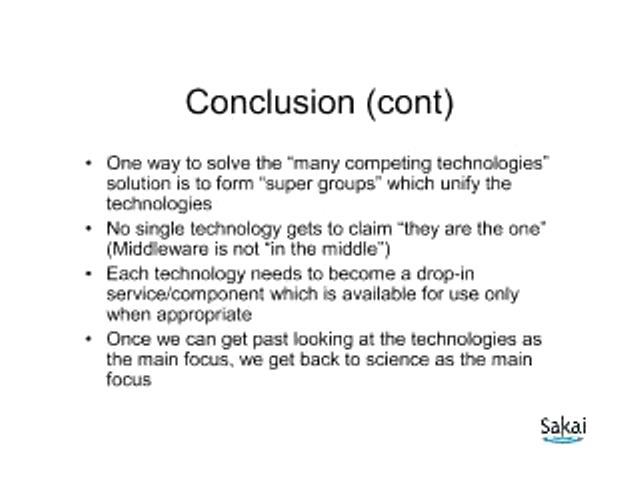 Conclusion (cont)
• One way to solve the “many competing technologies”
solution is to form “super groups” which unify the
technologies
• No single technology gets to claim “they are the one”
(Middleware is not “in the middle”)
• Each technology needs to become a drop-in
service/component which is available for use only
when appropriate
• Once we can get past looking at the technologies as
the main focus, we get back to science as the main
focus
Sakai